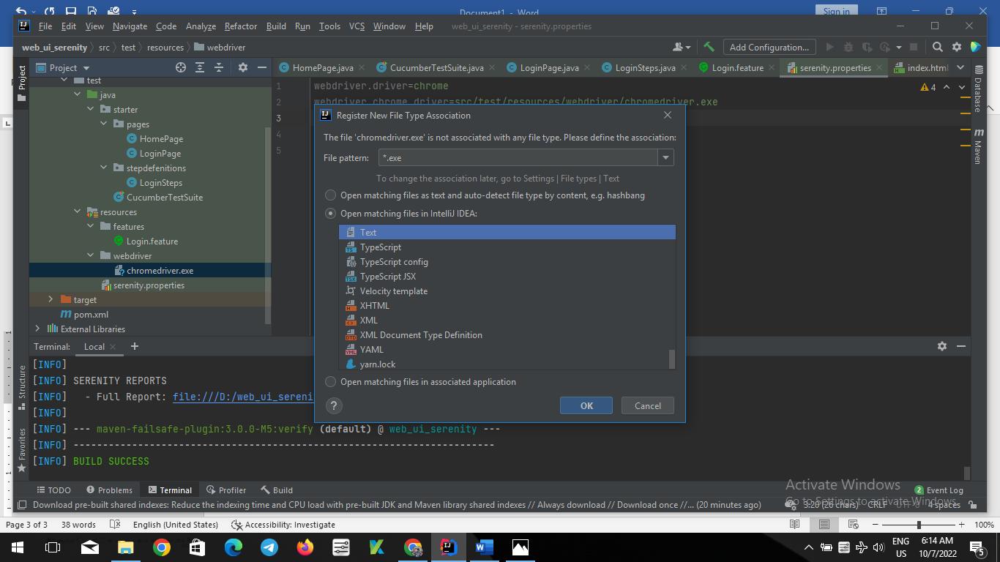 Document1 - Word
Sign in
File Edit View Navigate Code Analyze Refactor Build Run Tools VCS Window Help web_ui_serenity - serenity.properties
web_ui_serenity src test resources webdriver
Add Configuration...
Project
Project
HomePage.java CucumberTestSuite.java LoginPage.java LoginSteps.java Login.feature serenity.properties index.html
Database
Maven
test
java
starter
pages
HomePage
LoginPage
stepdefenitions
LoginSteps
CucumberTestSuite
resources
features
Login.feature
webdriver
chromedriver.exe
serenity.properties
target
pom.xml
External Libraries
1 webdriver.driver=chrome
2 webdriver.chrome.driver=src/test/resources/webdriver/chromedriver.exe
3
4
5
4
Register New File Type Association
The file 'chromedriver.exe' is not associated with any file type. Please define the association:
File pattern: *.exe
To change the association later, go to Settings | File types | Text
Open matching files as text and auto-detect file type by content, e.g. hashbang
Open matching files in IntelliJ IDEA:
Text
TypeScript
TypeScript config
TypeScript JSX
Velocity template
XHTML
XML
XML Document Type Definition
YAML
yarn.lock
Open matching files in associated application
?
OK
Cancel
Terminal: Local
[INFO]
[INFO] SERENITY REPORTS
[INFO]   - Full Report: file:///D:/web_ui_sereni
[INFO]
[INFO] --- maven-failsafe-plugin:3.0.0-M5:verify (default) @ web_ui_serenity ---
[INFO] ------------------------------------------------------------------------
[INFO] BUILD SUCCESS
Structure
Favorites
TODO Problems Terminal Profiler Build
2 Event Log
Activate Windows
Go to Settings to activate Windows.
Download pre-built shared indexes: Reduce the indexing time and CPU load with pre-built JDK and Maven library shared indexes // Always download // Download once //... (20 minutes ago)
3:20 (26 chars) CRLF UTF-8 4 spaces
Page 3 of 3 38 words English (United States) Accessibility: Investigate
100%
ENG
US
6:14 AM
10/7/2022
5